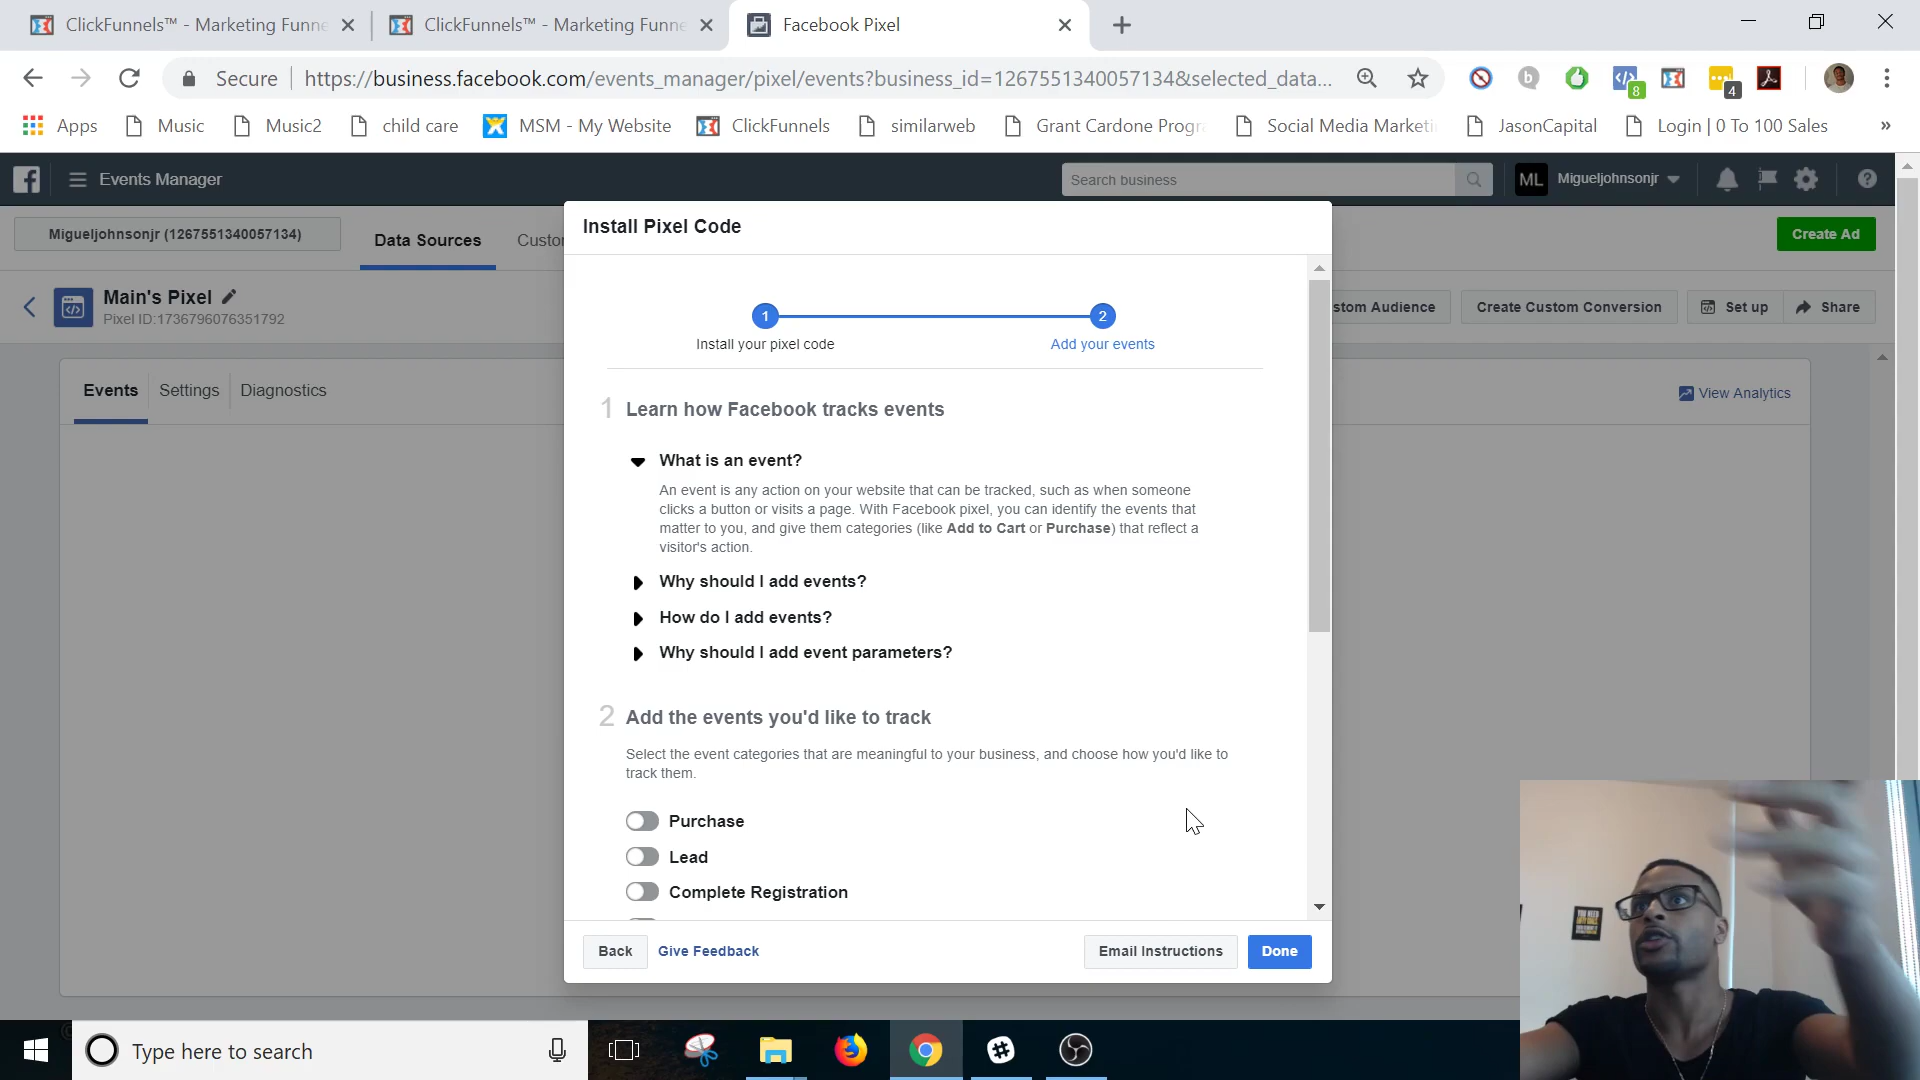 ClickFunnels™ - Marketing Funne
ClickFunnels™ - Marketing Funne
Facebook Pixel
Secure
https://business.facebook.com/events_manager/pixel/events?business_id=1267551340057134&selected_data...
8
4
Apps
Music
Music2
child care
MSM - My Website
ClickFunnels
similarweb
Grant Cardone Progra
Social Media Marketi
JasonCapital
Login | 0 To 100 Sales
»
Events Manager
Search business
ML
Migueljohnsonjr
Migueljohnsonjr (1267551340057134)
Data Sources
Custo
Create Ad
Main's Pixel
Pixel ID:1736796076351792
stom Audience
Create Custom Conversion
Set up
Share
Events
Settings
Diagnostics
View Analytics
Install Pixel Code
1
2
Install your pixel code
Add your events
1 Learn how Facebook tracks events
What is an event?
An event is any action on your website that can be tracked, such as when someone
clicks a button or visits a page. With Facebook pixel, you can identify the events that
matter to you, and give them categories (like Add to Cart or Purchase) that reflect a
visitor's action.
Why should I add events?
How do I add events?
Why should I add event parameters?
2 Add the events you'd like to track
Select the event categories that are meaningful to your business, and choose how you'd like to
track them.
Purchase
Lead
Complete Registration
Back
Give Feedback
Email Instructions
Done
Type here to search